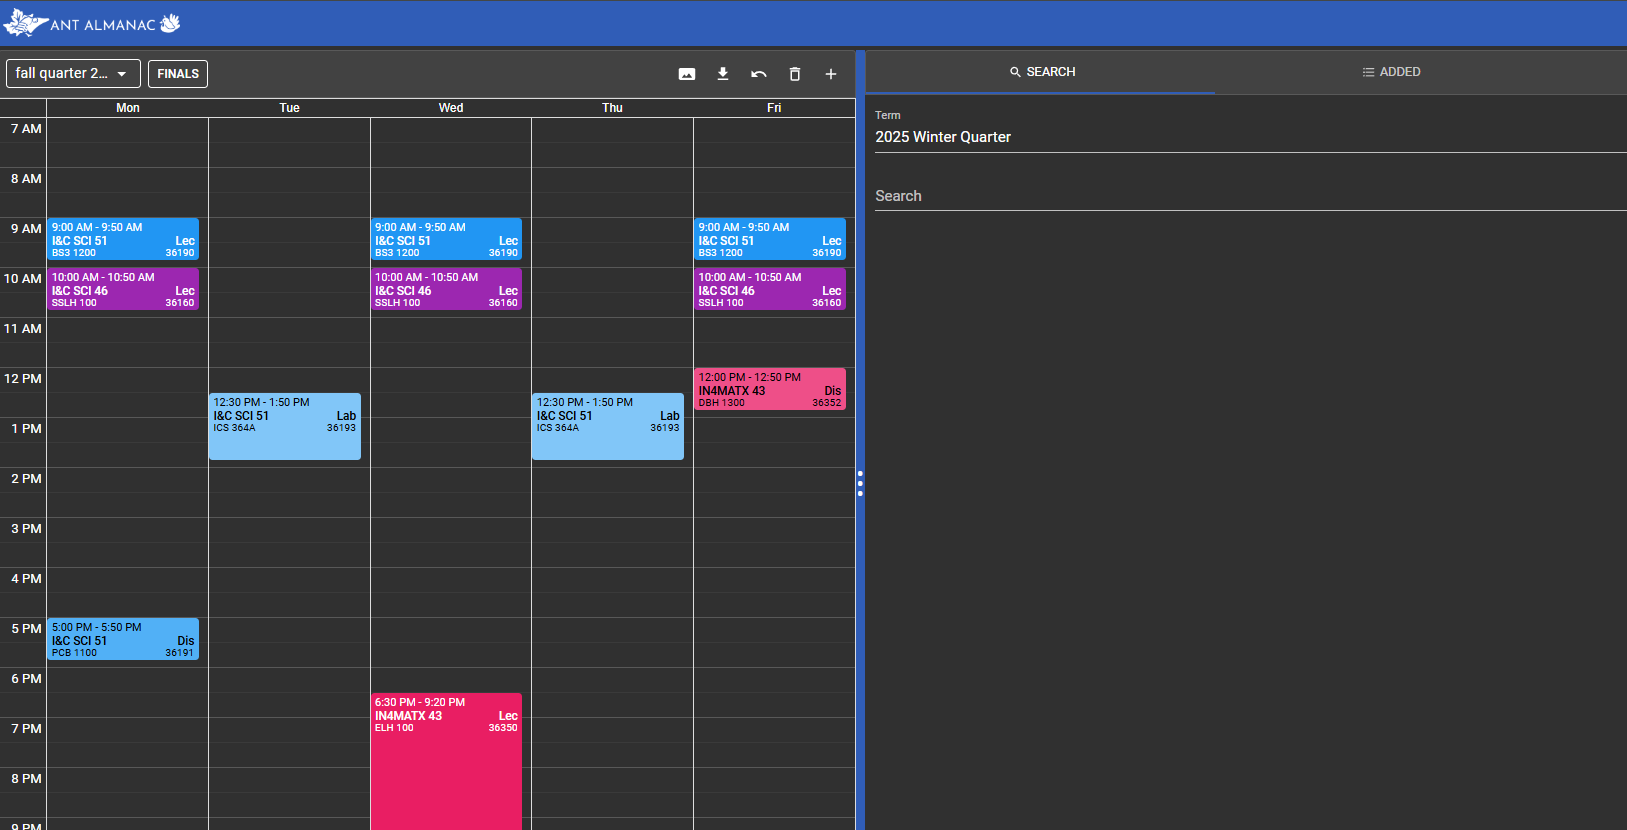 ANT ALMANAC
fall quarter 2...
FINALS
SEARCH
ADDED
Mon Tue Wed Thu Fri
Term
2025 Winter Quarter
Search
7 AM
8 AM
9 AM
10 AM
11 AM
12 PM
1 PM
2 PM
3 PM
4 PM
5 PM
6 PM
7 PM
8 PM
9 PM
9:00 AM - 9:50 AM
I&C SCI 51 Lec
BS3 1200 36190
10:00 AM - 10:50 AM
I&C SCI 46 Lec
SSLH 100 36160
5:00 PM - 5:50 PM
I&C SCI 51 Dis
PCB 1100 36191
12:30 PM - 1:50 PM
I&C SCI 51 Lab
ICS 364A 36193
9:00 AM - 9:50 AM
I&C SCI 51 Lec
BS3 1200 36190
10:00 AM - 10:50 AM
I&C SCI 46 Lec
SSLH 100 36160
6:30 PM - 9:20 PM
IN4MATX 43 Lec
ELH 100 36350
12:30 PM - 1:50 PM
I&C SCI 51 Lab
ICS 364A 36193
9:00 AM - 9:50 AM
I&C SCI 51 Lec
BS3 1200 36190
10:00 AM - 10:50 AM
I&C SCI 46 Lec
SSLH 100 36160
12:00 PM - 12:50 PM
IN4MATX 43 Dis
DBH 1300 36352